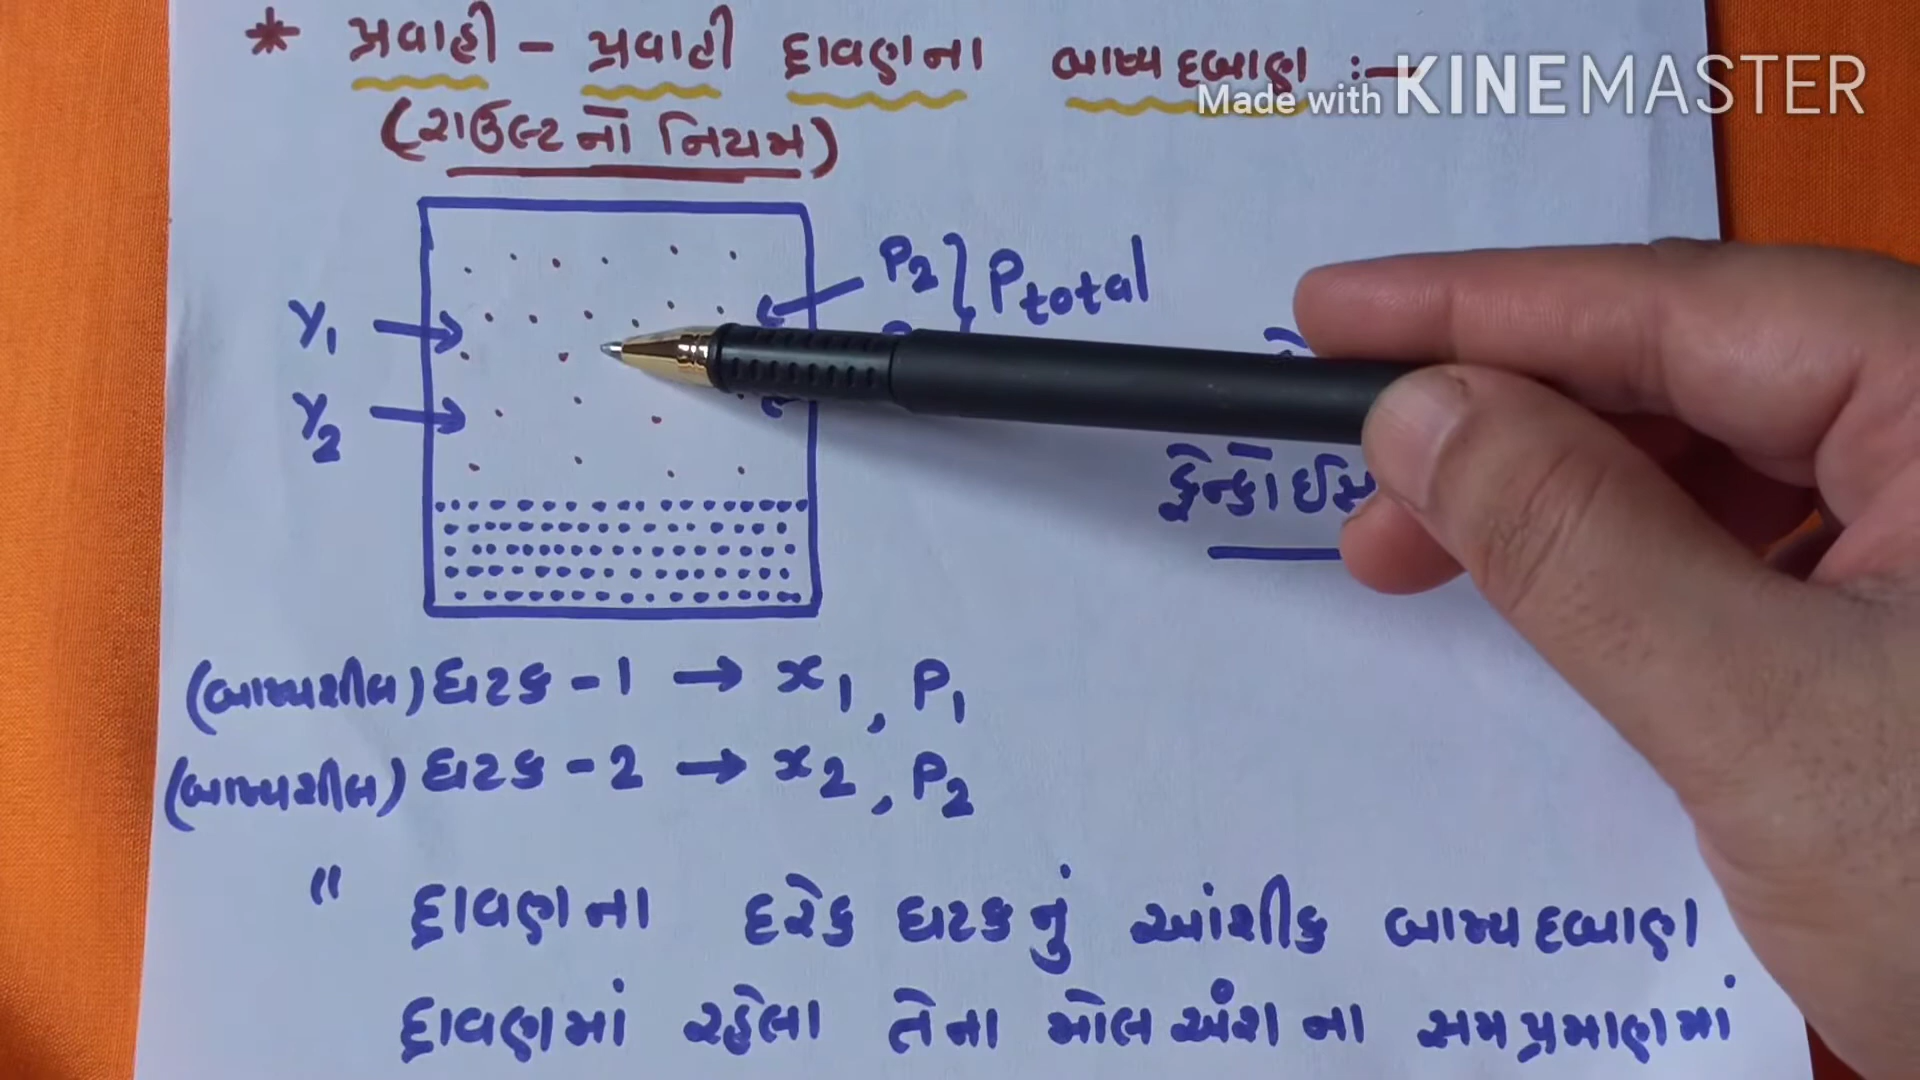 * પ્રવાહી - પ્રવાહી દ્રાવણના બાષ્પદબાણ :-
Made with KINEMASTER
(રાઉલ્ટનો નિયમ)
P2 } Ptotal
Y1
Y2
ફ્રેન્કોઈસ
(બાષ્પશીલ) ઘટક - 1 → x1, P1
(બાષ્પશીલ) ઘટક - 2 → x2, P2
" દ્રાવણના દરેક ઘટકનું આંશીક બાષ્પદબાણ
દ્રાવણમાં રહેલા તેના મોલઅંશના સમપ્રમાણમાં